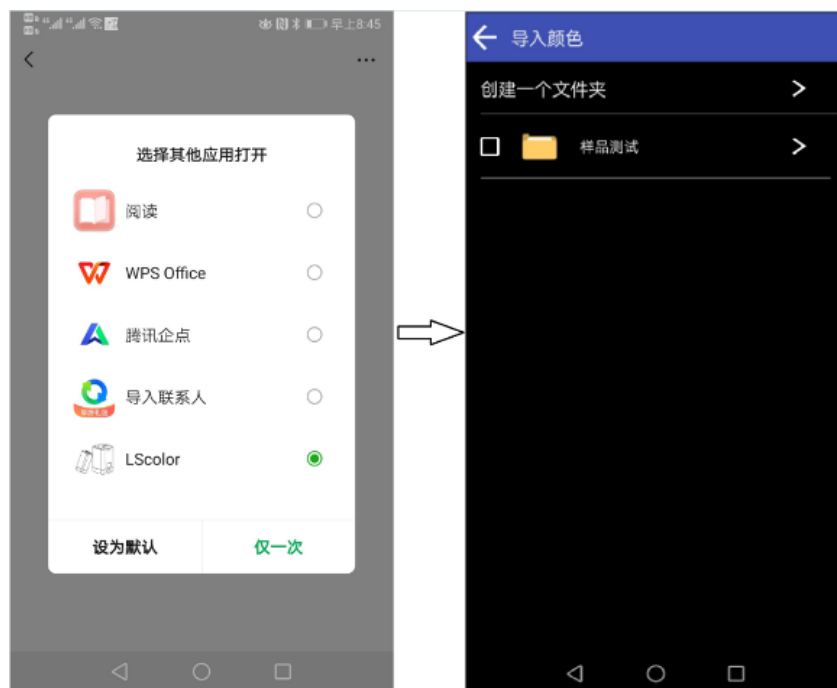 早上8:45
选择其他应用打开
阅读
WPS Office
腾讯企点
导入联系人
LScolor
设为默认
仅一次
导入颜色
创建一个文件夹
样品测试